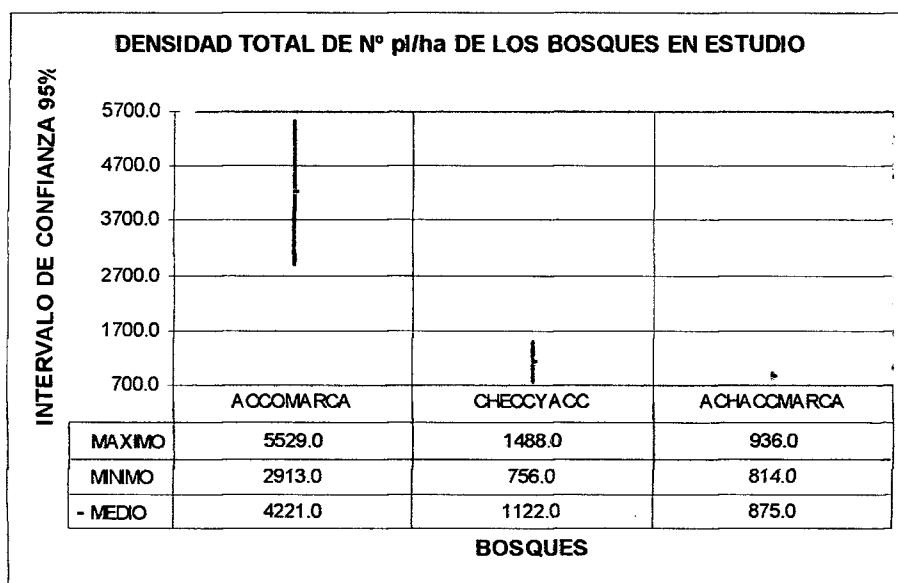 DENSIDAD TOTAL DE Nº pl/ha DE LOS BOSQUES EN ESTUDIO
INTERVALO DE CONFIANZA 95%
5700.0
4700.0
3700.0
2700.0
1700.0
700.0
ACCOMARCA CHECCYACC ACHACCMARCA
MAXIMO 5529.0 1488.0 936.0
MINIMO 2913.0 756.0 814.0
- MEDIO 4221.0 1122.0 875.0
BOSQUES